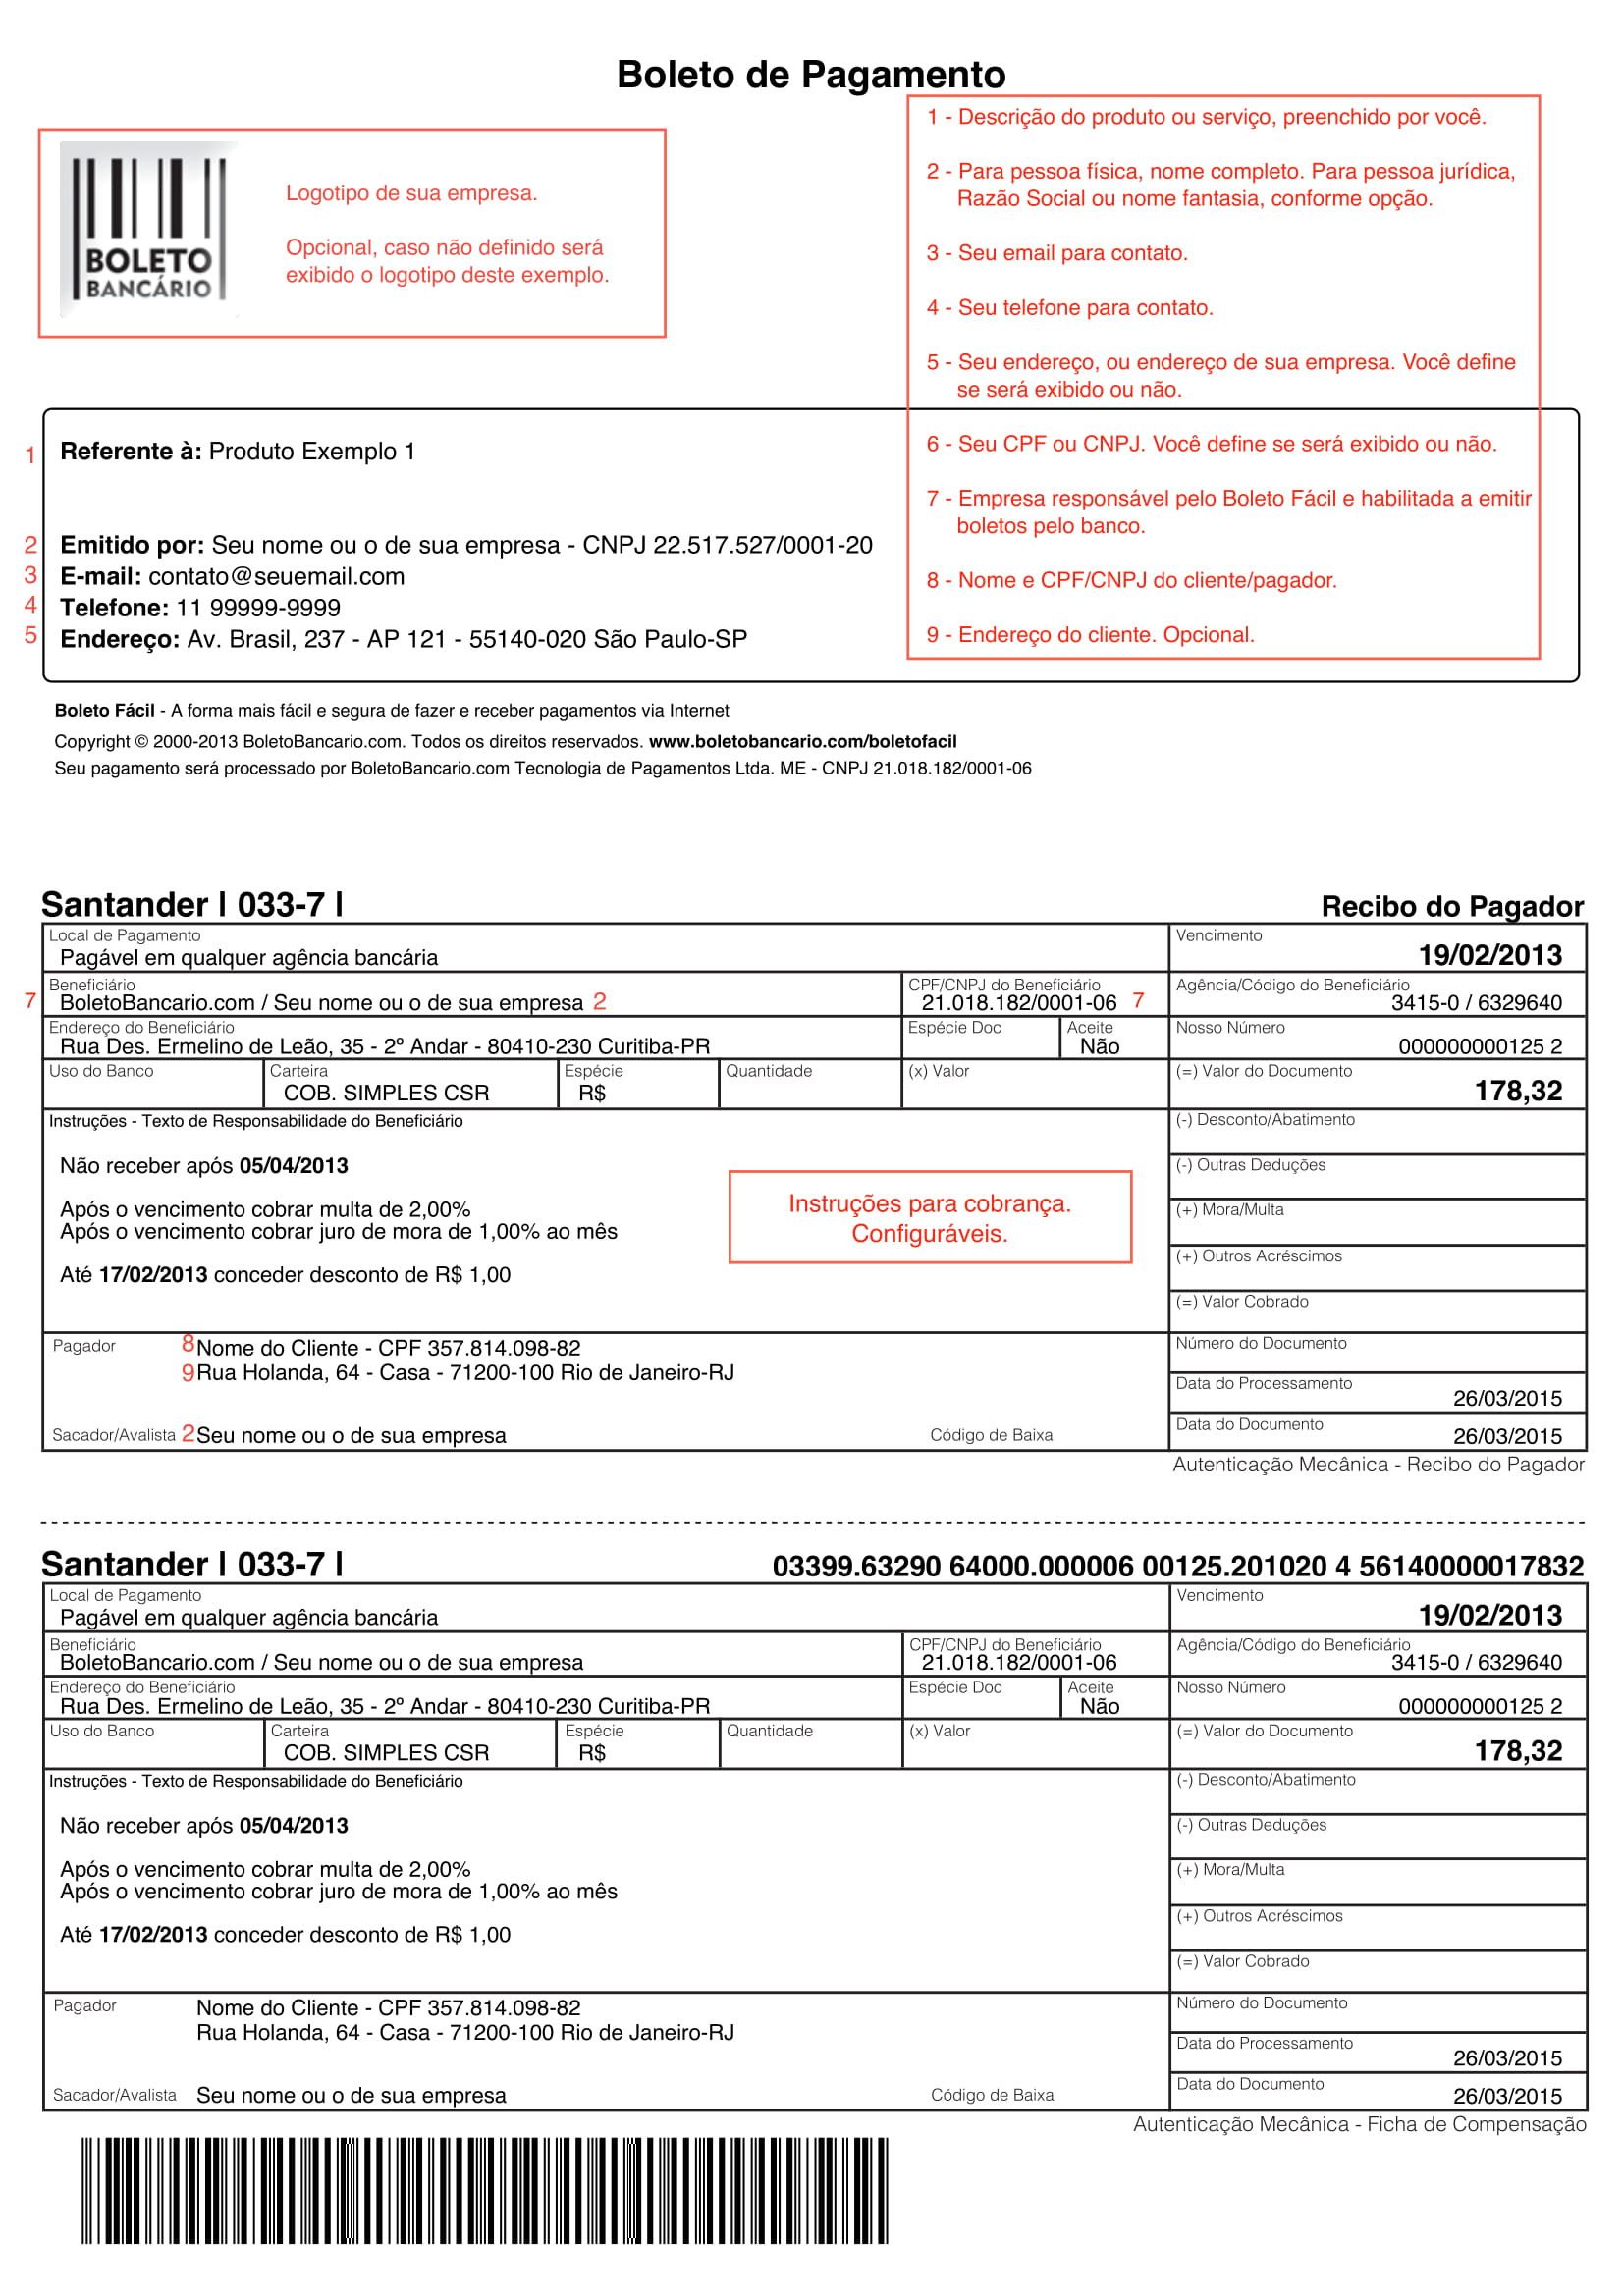 Boleto de Pagamento
BOLETO
BANCÁRIO
Logotipo de sua empresa.
Opcional, caso não definido será
exibido o logotipo deste exemplo.
1 - Descrição do produto ou serviço, preenchido por você.
2 - Para pessoa física, nome completo. Para pessoa jurídica,
Razão Social ou nome fantasia, conforme opção.
3 - Seu email para contato.
4 - Seu telefone para contato.
5 - Seu endereço, ou endereço de sua empresa. Você define
se será exibido ou não.
6 - Seu CPF ou CNPJ. Você define se será exibido ou não.
7 - Empresa responsável pelo Boleto Fácil e habilitada a emitir
boletos pelo banco.
8 - Nome e CPF/CNPJ do cliente/pagador.
9 - Endereço do cliente. Opcional.
1 Referente à: Produto Exemplo 1
2 Emitido por: Seu nome ou o de sua empresa - CNPJ 22.517.527/0001-20
3 E-mail: contato@seuemail.com
4 Telefone: 11 99999-9999
5 Endereço: Av. Brasil, 237 - AP 121 - 55140-020 São Paulo-SP
Boleto Fácil - A forma mais fácil e segura de fazer e receber pagamentos via Internet
Copyright © 2000-2013 BoletoBancario.com. Todos os direitos reservados. www.boletobancario.com/boletofacil
Seu pagamento será processado por BoletoBancario.com Tecnologia de Pagamentos Ltda. ME - CNPJ 21.018.182/0001-06
Santander | 033-7 | Recibo do Pagador
Local de Pagamento Vencimento
Pagável em qualquer agência bancária 19/02/2013
Beneficiário CPF/CNPJ do Beneficiário Agência/Código do Beneficiário
7 BoletoBancario.com / Seu nome ou o de sua empresa 2 21.018.182/0001-06 7 3415-0 / 6329640
Endereço do Beneficiário Espécie Doc Aceite Nosso Número
Rua Des. Ermelino de Leão, 35 - 2º Andar - 80410-230 Curitiba-PR Não 000000000125 2
Uso do Banco Carteira Espécie Quantidade (x) Valor (=) Valor do Documento
COB. SIMPLES CSR R$ 178,32
Instruções - Texto de Responsabilidade do Beneficiário (-) Desconto/Abatimento
Não receber após 05/04/2013 (-) Outras Deduções
Após o vencimento cobrar multa de 2,00% (+) Mora/Multa
Após o vencimento cobrar juro de mora de 1,00% ao mês
Instruções para cobrança.
Configuráveis.
(+) Outros Acréscimos
Até 17/02/2013 conceder desconto de R$ 1,00
(=) Valor Cobrado
Pagador 8 Nome do Cliente - CPF 357.814.098-82 Número do Documento
9 Rua Holanda, 64 - Casa - 71200-100 Rio de Janeiro-RJ
Data do Processamento
26/03/2015
Data do Documento
Sacador/Avalista 2 Seu nome ou o de sua empresa Código de Baixa 26/03/2015
Autenticação Mecânica - Recibo do Pagador
Santander | 033-7 | 03399.63290 64000.000006 00125.201020 4 56140000017832
Local de Pagamento Vencimento
Pagável em qualquer agência bancária 19/02/2013
Beneficiário CPF/CNPJ do Beneficiário Agência/Código do Beneficiário
BoletoBancario.com / Seu nome ou o de sua empresa 21.018.182/0001-06 3415-0 / 6329640
Endereço do Beneficiário Espécie Doc Aceite Nosso Número
Rua Des. Ermelino de Leão, 35 - 2º Andar - 80410-230 Curitiba-PR Não 000000000125 2
Uso do Banco Carteira Espécie Quantidade (x) Valor (=) Valor do Documento
COB. SIMPLES CSR R$ 178,32
Instruções - Texto de Responsabilidade do Beneficiário (-) Desconto/Abatimento
Não receber após 05/04/2013 (-) Outras Deduções
Após o vencimento cobrar multa de 2,00% (+) Mora/Multa
Após o vencimento cobrar juro de mora de 1,00% ao mês
(+) Outros Acréscimos
Até 17/02/2013 conceder desconto de R$ 1,00
(=) Valor Cobrado
Pagador Nome do Cliente - CPF 357.814.098-82 Número do Documento
Rua Holanda, 64 - Casa - 71200-100 Rio de Janeiro-RJ
Data do Processamento
26/03/2015
Data do Documento
Sacador/Avalista Seu nome ou o de sua empresa Código de Baixa 26/03/2015
Autenticação Mecânica - Ficha de Compensação